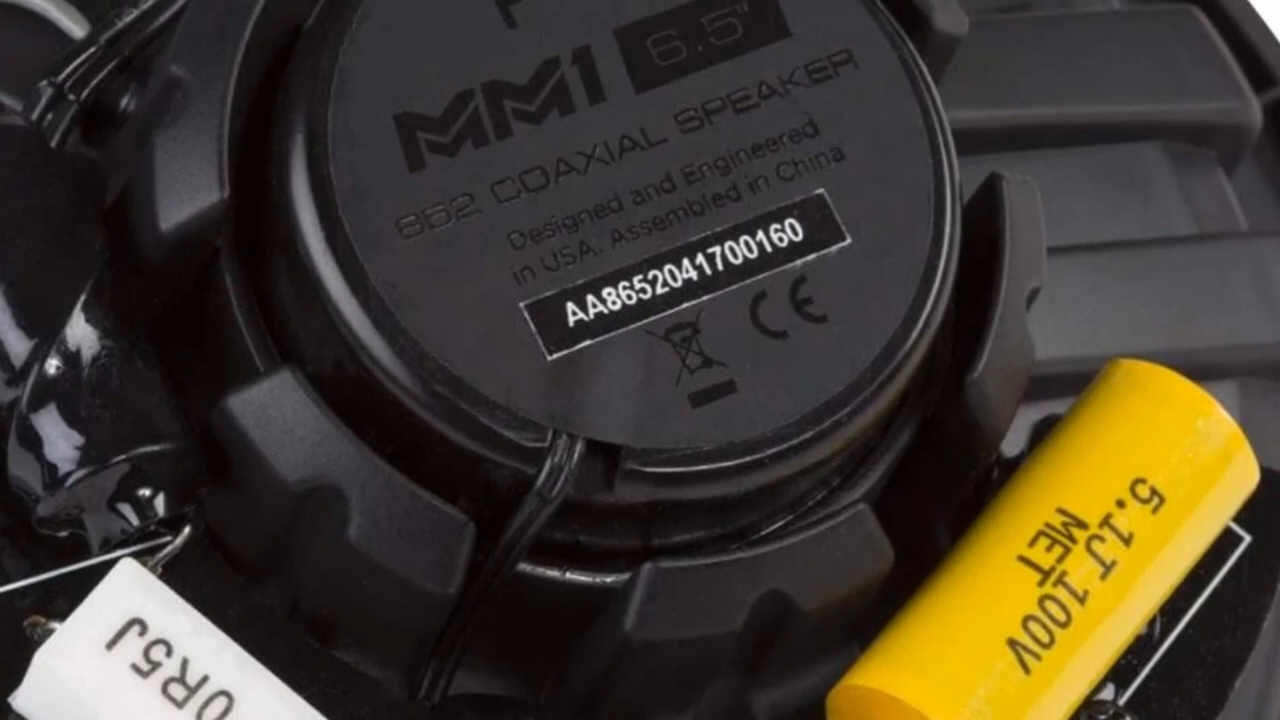 MM1 6.5"
652 COAXIAL SPEAKER
Designed and Engineered
in USA. Assembled in China
AA8652041700160
CE
5.1J 100V
MET
0R5J